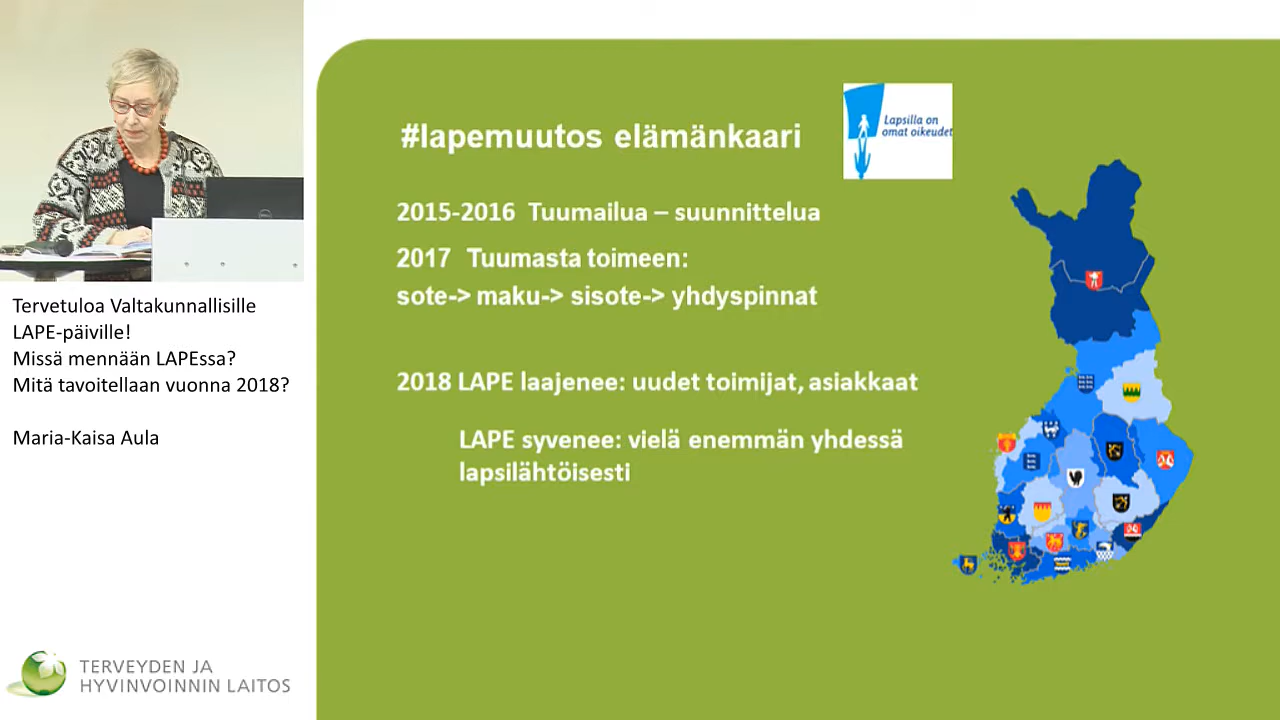 Tervetuloa Valtakunnallisille
LAPE-päiville!
Missä mennään LAPEssa?
Mitä tavoitellaan vuonna 2018?
Maria-Kaisa Aula
TERVEYDEN JA
HYVINVOINNIN LAITOS
#lapemuutos elämänkaari
Lapsilla on
omat oikeudet
2015-2016 Tuumailua – suunnittelua
2017 Tuumasta toimeen:
sote-> maku-> sisote-> yhdyspinnat
2018 LAPE laajenee: uudet toimijat, asiakkaat
LAPE syvenee: vielä enemmän yhdessä
lapsilähtöisesti